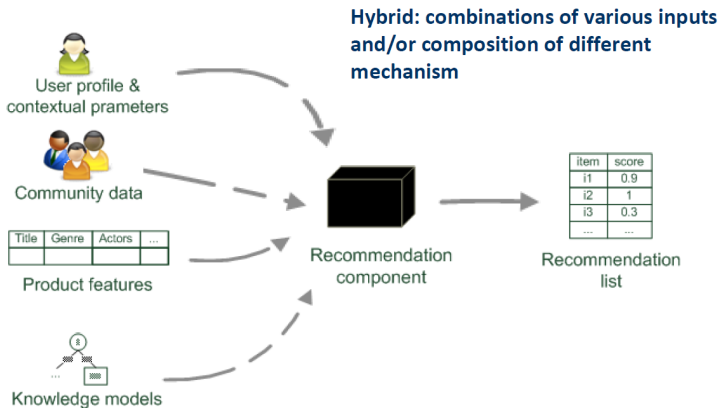 Hybrid: combinations of various inputs
and/or composition of different
mechanism
User profile &
contextual prameters
Community data
Title Genre Actors ...
Product features
...
Knowledge models
Recommendation
component
item score
i1 0.9
i2 1
i3 0.3
... ...
Recommendation
list